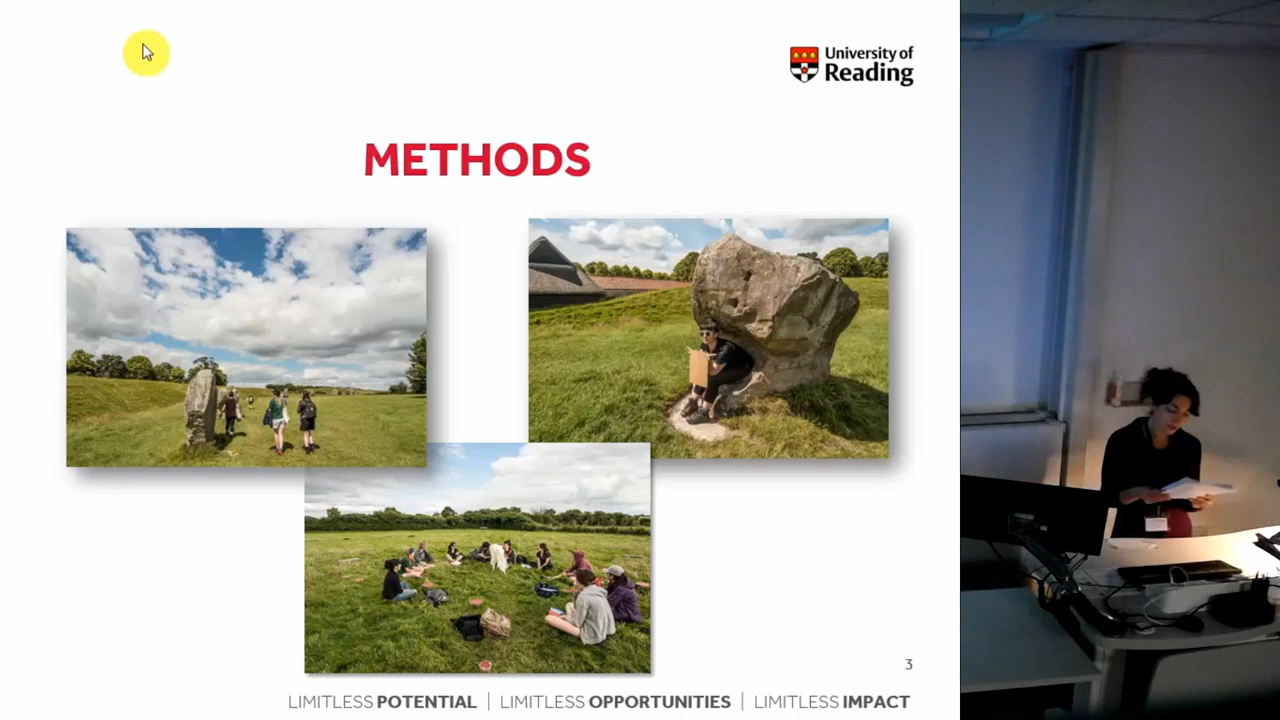 University of
Reading
METHODS
3
LIMITLESS POTENTIAL | LIMITLESS OPPORTUNITIES | LIMITLESS IMPACT